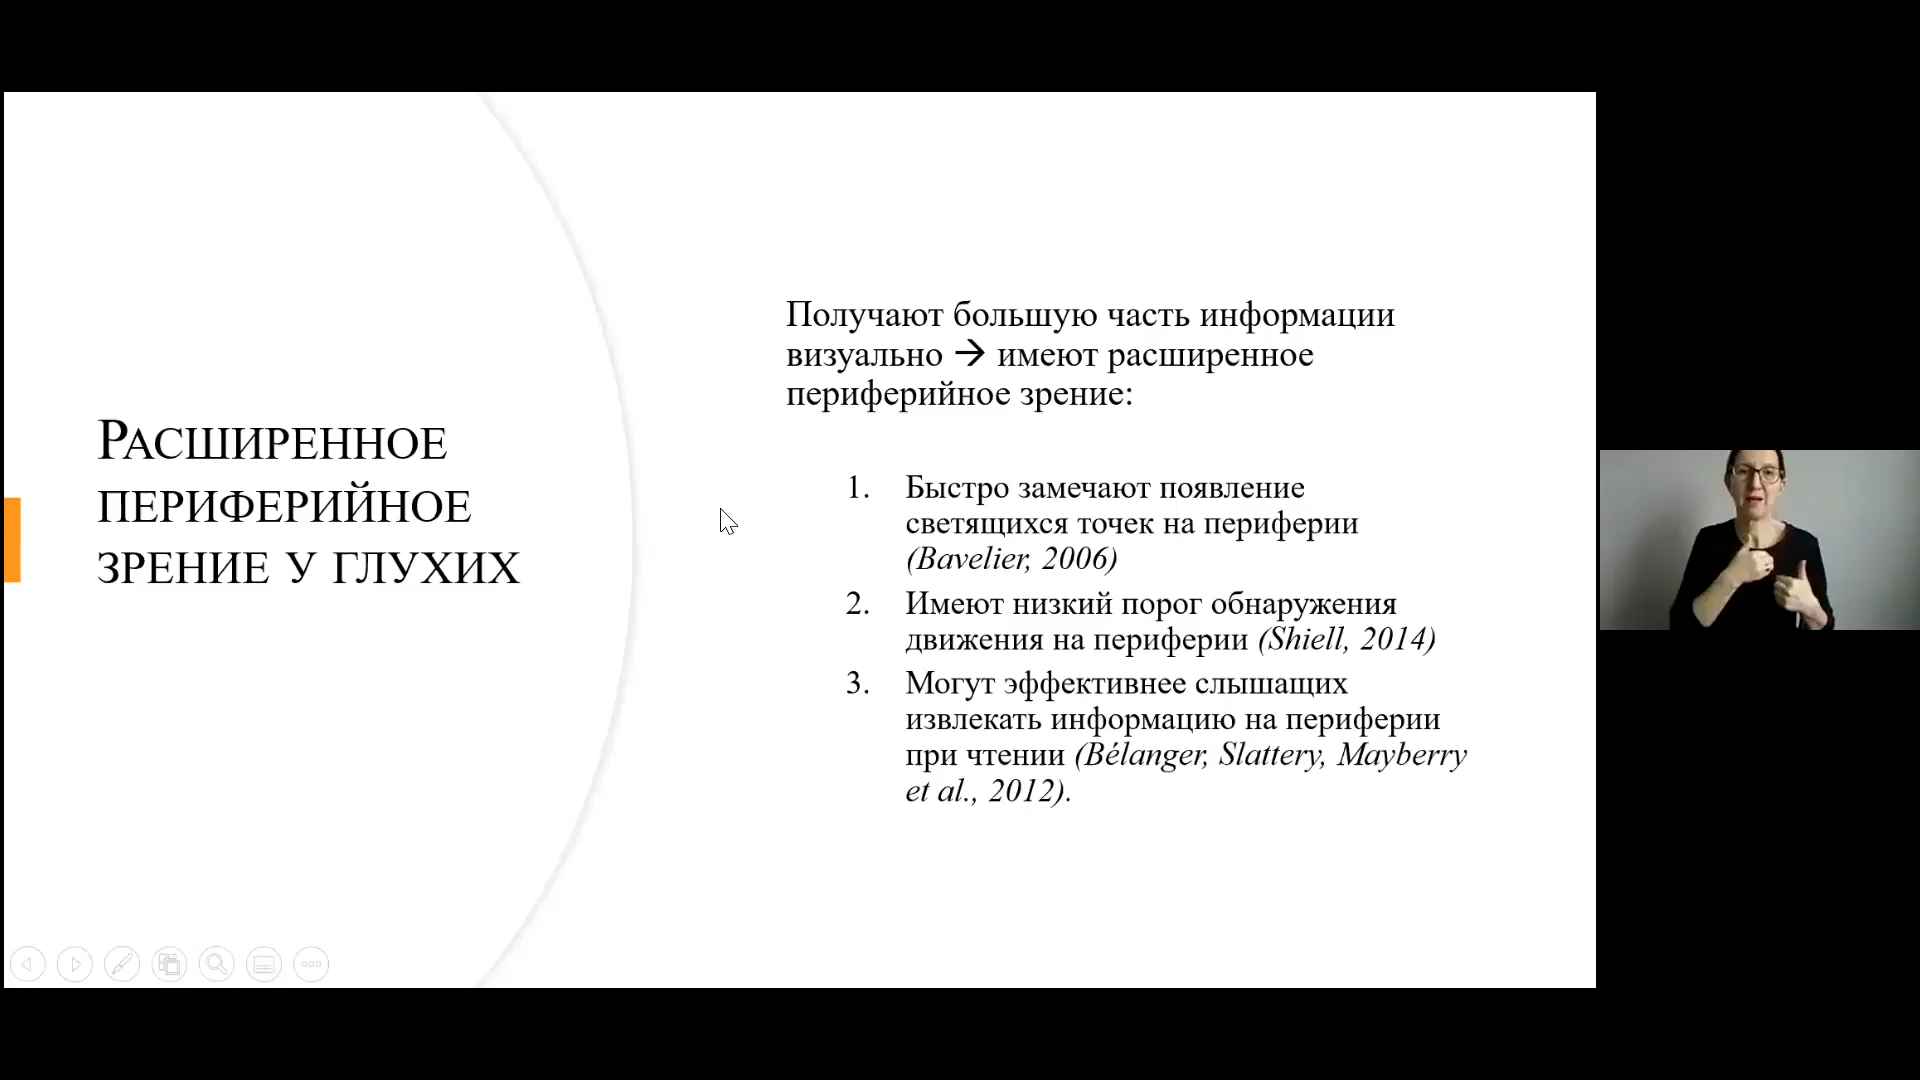 Расширенное
периферийное
зрение у глухих
Получают большую часть информации
визуально → имеют расширенное
периферийное зрение:
1. Быстро замечают появление
светящихся точек на периферии
(Bavelier, 2006)
2. Имеют низкий порог обнаружения
движения на периферии (Shiell, 2014)
3. Могут эффективнее слышащих
извлекать информацию на периферии
при чтении (Bélanger, Slattery, Mayberry
et al., 2012).